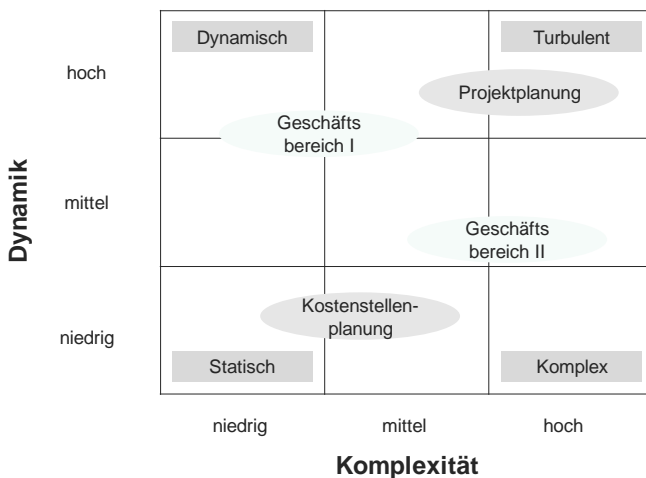 Dynamisch
Turbulent
hoch
Projektplanung
Geschäfts
bereich I
Dynamik
mittel
Geschäfts
bereich II
Kostenstellen-
planung
niedrig
Statisch
Komplex
niedrig
mittel
hoch
Komplexität